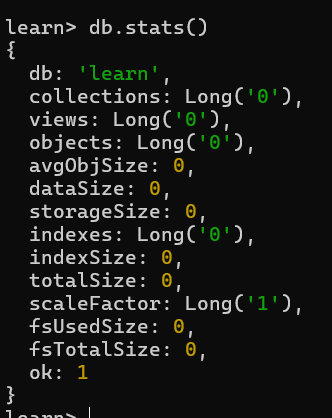 learn> db.stats()
{
  db: 'learn',
  collections: Long('0'),
  views: Long('0'),
  objects: Long('0'),
  avgObjSize: 0,
  dataSize: 0,
  storageSize: 0,
  indexes: Long('0'),
  indexSize: 0,
  totalSize: 0,
  scaleFactor: Long('1'),
  fsUsedSize: 0,
  fsTotalSize: 0,
  ok: 1
}
learn>